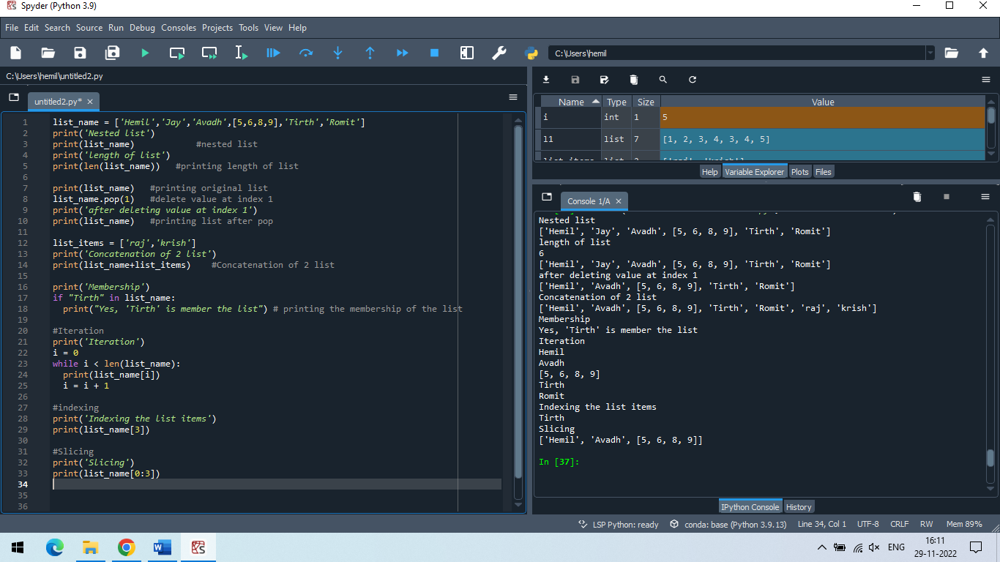 Spyder (Python 3.9)
File Edit Search Source Run Debug Consoles Projects Tools View Help
C:\Users\hemil
C:\Users\hemil\untitled2.py
untitled2.py*
1 list_name = ['Hemil','Jay','Avadh',[5,6,8,9],'Tirth','Romit']
2 print('Nested list')
3 print(list_name) #nested list
4 print('length of list')
5 print(len(list_name)) #printing length of list
6
7 print(list_name) #printing original list
8 list_name.pop(1) #delete value at index 1
9 print('after deleting value at index 1')
10 print(list_name) #printing list after pop
11
12 list_items = ['raj','krish']
13 print('Concatenation of 2 list')
14 print(list_name+list_items) #Concatenation of 2 list
15
16 print('Membership')
17 if "Tirth" in list_name:
18 print("Yes, 'Tirth' is member the list") # printing the membership of the list
19
20 #Iteration
21 print('Iteration')
22 i = 0
23 while i < len(list_name):
24 print(list_name[i])
25 i = i + 1
26
27 #indexing
28 print('Indexing the list items')
29 print(list_name[3])
30
31 #Slicing
32 print('Slicing')
33 print(list_name[0:3])
34
35
36
Name Type Size Value
i int 1 5
l1 list 7 [1, 2, 3, 4, 3, 4, 5]
list_items list 2 ['raj', 'krish']
Help Variable Explorer Plots Files
Console 1/A
Nested list
['Hemil', 'Jay', 'Avadh', [5, 6, 8, 9], 'Tirth', 'Romit']
length of list
6
['Hemil', 'Jay', 'Avadh', [5, 6, 8, 9], 'Tirth', 'Romit']
after deleting value at index 1
['Hemil', 'Avadh', [5, 6, 8, 9], 'Tirth', 'Romit']
Concatenation of 2 list
['Hemil', 'Avadh', [5, 6, 8, 9], 'Tirth', 'Romit', 'raj', 'krish']
Membership
Yes, 'Tirth' is member the list
Iteration
Hemil
Avadh
[5, 6, 8, 9]
Tirth
Romit
Indexing the list items
Tirth
Slicing
['Hemil', 'Avadh', [5, 6, 8, 9]]
In [37]:
IPython Console History
LSP Python: ready conda: base (Python 3.9.13) Line 34, Col 1 UTF-8 CRLF RW Mem 89%
ENG
16:11
29-11-2022